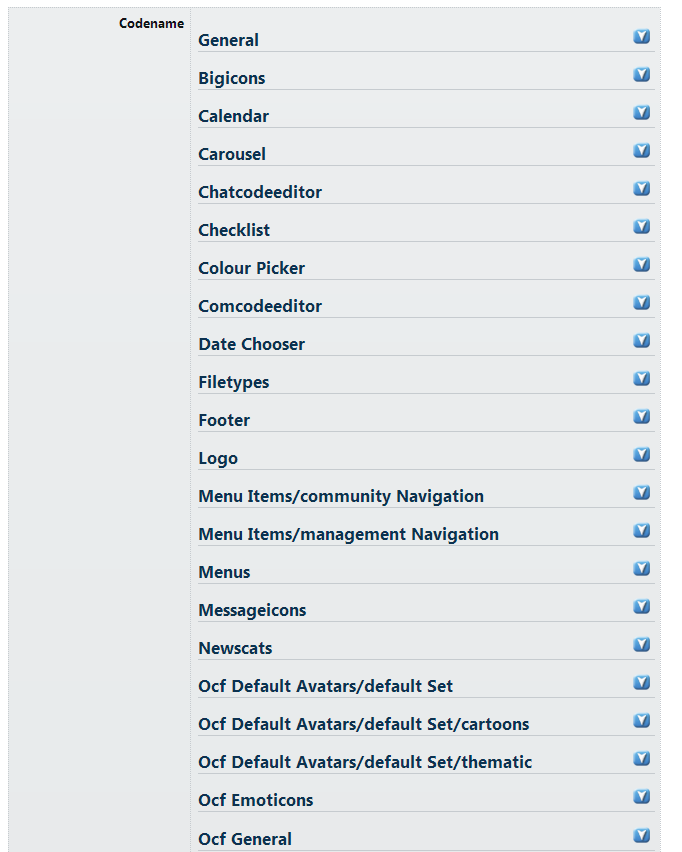 Codename
General
Bigicons
Calendar
Carousel
Chatcodeeditor
Checklist
Colour Picker
Comcodeeditor
Date Chooser
Filetypes
Footer
Logo
Menu Items/community Navigation
Menu Items/management Navigation
Menus
Messageicons
Newscats
Ocf Default Avatars/default Set
Ocf Default Avatars/default Set/cartoons
Ocf Default Avatars/default Set/thematic
Ocf Emoticons
Ocf General